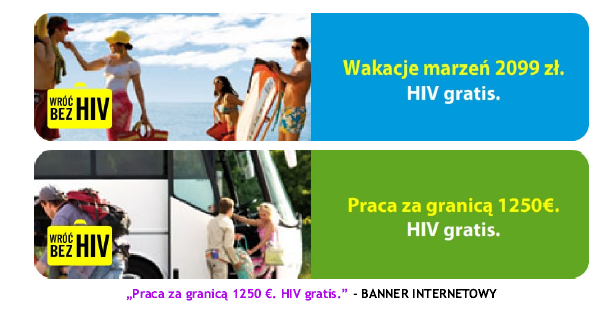 WRÓĆ
BEZ HIV
Wakacje marzeń 2099 zł.
HIV gratis.
WRÓĆ
BEZ HIV
Praca za granicą 1250€.
HIV gratis.
„Praca za granicą 1250 €. HIV gratis.” - BANNER INTERNETOWY